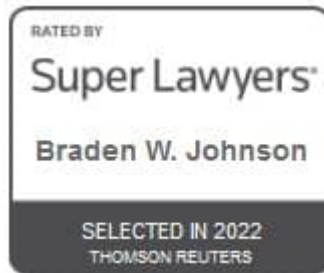 RATED BY
Super Lawyers®
Braden W. Johnson
SELECTED IN 2022
THOMSON REUTERS